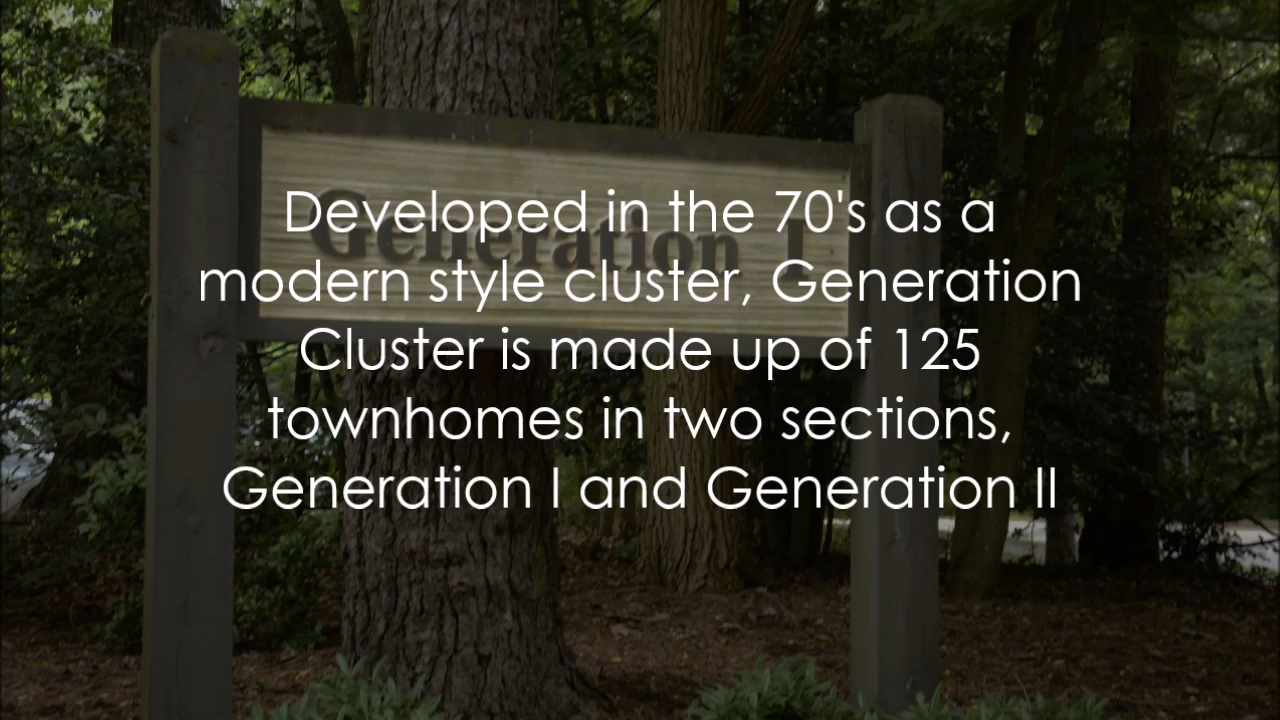 Generation I
Developed in the 70's as a
modern style cluster, Generation
Cluster is made up of 125
townhomes in two sections,
Generation I and Generation II